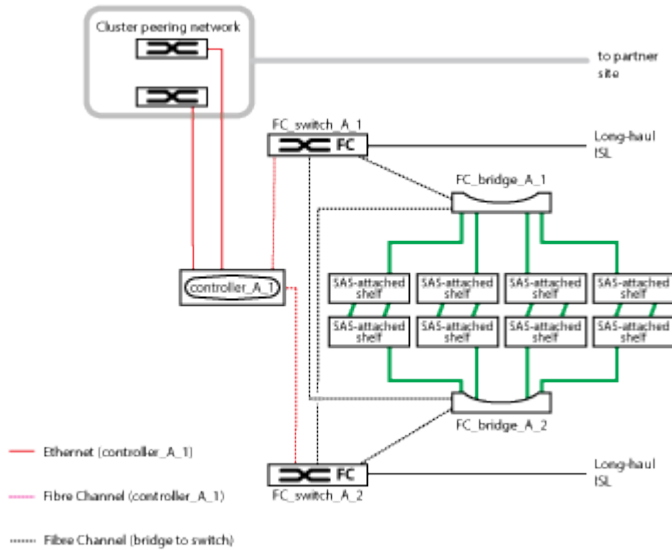 Cluster peering network
to partner
site
FC_switch_A_1
FC
Long-haul
ISL
FC_bridge_A_1
controller_A_1
SAS-attached
shelf
SAS-attached
shelf
SAS-attached
shelf
SAS-attached
shelf
SAS-attached
shelf
SAS-attached
shelf
SAS-attached
shelf
SAS-attached
shelf
FC_bridge_A_2
Ethernet (controller_A_1)
FC
Long-haul
ISL
Fibre Channel (controller_A_1)
FC_switch_A_2
Fibre Channel (bridge to switch)